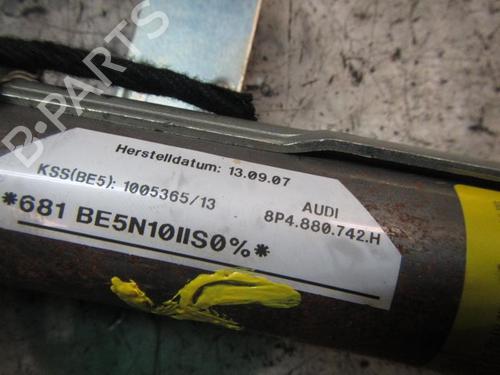 B-PARTS
Herstelldatum: 13.09.07
KSS(BE5): 1005365/13
AUDI
8P4.880.742.H
*681 BE5N10IIS0%*